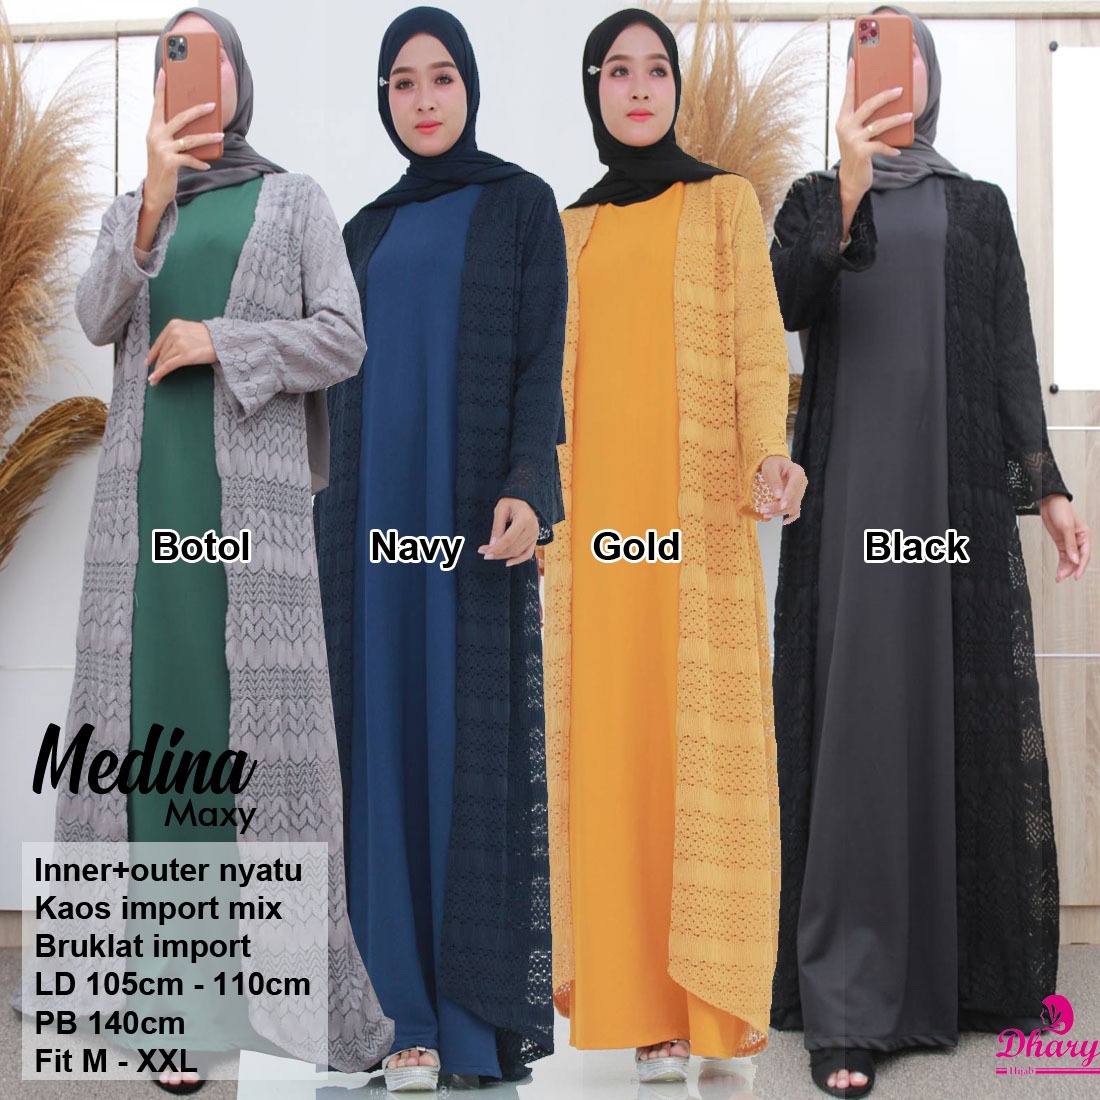 Botol
Navy
Gold
Black
Medina
Maxy
Inner+outer nyatu
Kaos import mix
Bruklat import
LD 105cm - 110cm
PB 140cm
Fit M - XXL
Dhary
Hijab